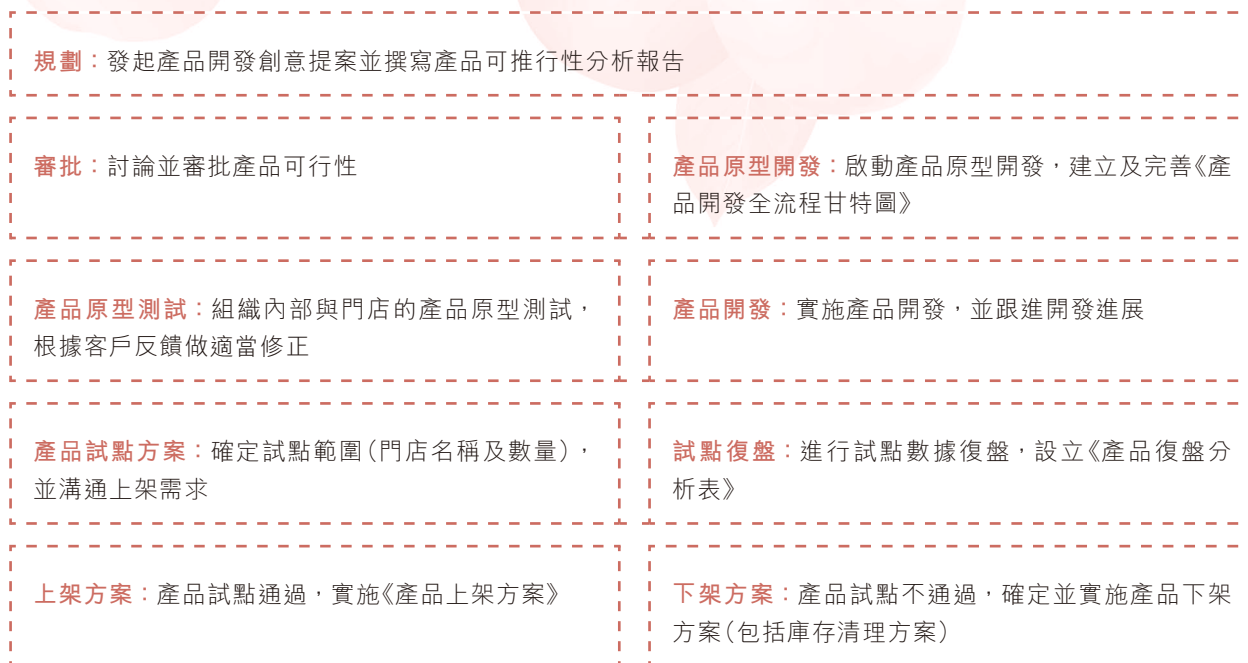 規劃：發起產品開發創意提案並撰寫產品可推行性分析報告
審批：討論並審批產品可行性
產品原型開發：啟動產品原型開發，建立及完善《產
品開發全流程甘特圖》
產品原型測試：組織內部與門店的產品原型測試，
根據客戶反饋做適當修正
產品開發：實施產品開發，並跟進開發進展
產品試點方案：確定試點範圍（門店名稱及數量），
並溝通上架需求
試點復盤：進行試點數據復盤，設立《產品復盤分
析表》
上架方案：產品試點通過，實施《產品上架方案》
下架方案：產品試點不通過，確定並實施產品下架
方案（包括庫存清理方案）